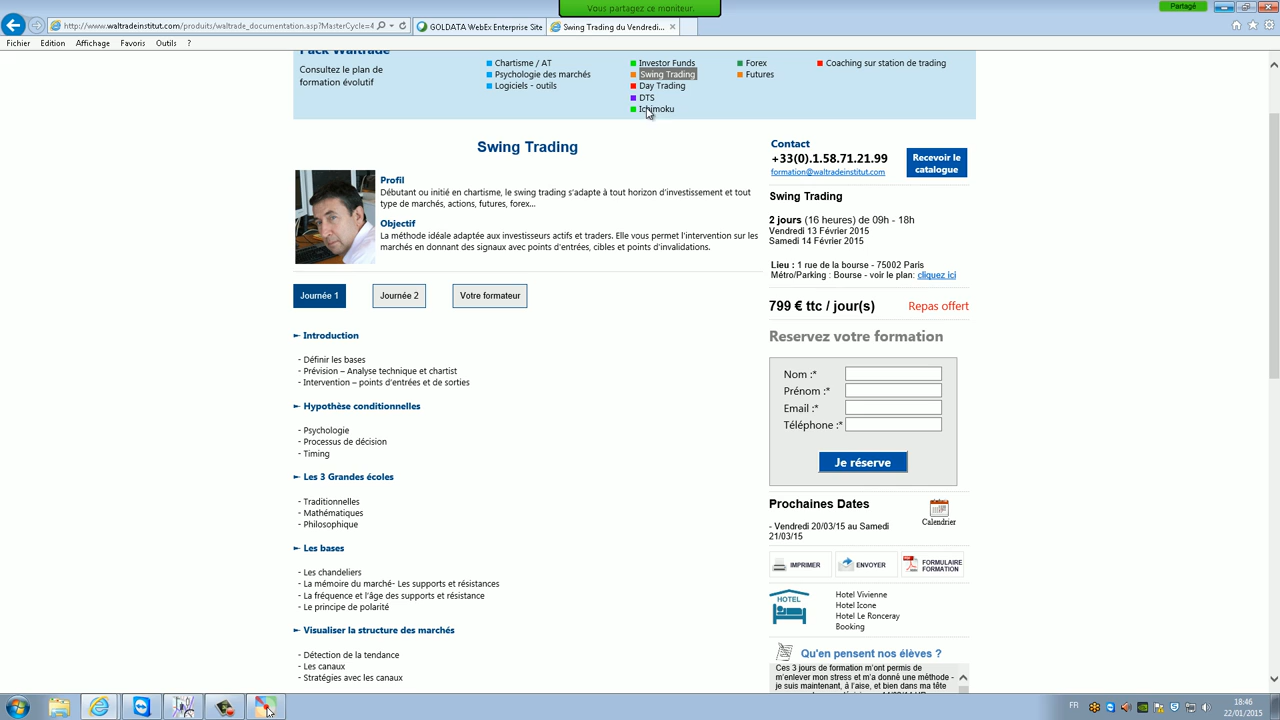 Vous partagez ce moniteur.
Partagé
http://www.waltradeinstitut.com/produits/waltrade_documentation.asp?MasterCycle=4
GOLDATA WebEx Enterprise Site
Swing Trading du Vendredi...
Fichier Edition Affichage Favoris Outils ?
Pack Waltrade
Consultez le plan de
formation évolutif
Chartisme / AT
Psychologie des marchés
Logiciels - outils
Investor Funds
Swing Trading
Day Trading
DTS
Ichimoku
Forex
Futures
Coaching sur station de trading
Swing Trading
Profil
Débutant ou initié en chartisme, le swing trading s'adapte à tout horizon d'investissement et tout
type de marchés, actions, futures, forex...
Objectif
La méthode idéale adaptée aux investisseurs actifs et traders. Elle vous permet l'intervention sur les
marchés en donnant des signaux avec points d'entrées, cibles et points d'invalidations.
Journée 1
Journée 2
Votre formateur
Introduction
- Définir les bases
- Prévision – Analyse technique et chartist
- Intervention – points d'entrées et de sorties
Hypothèse conditionnelles
- Psychologie
- Processus de décision
- Timing
Les 3 Grandes écoles
- Traditionnelles
- Mathématiques
- Philosophique
Les bases
- Les chandeliers
- La mémoire du marché- Les supports et résistances
- La fréquence et l'âge des supports et résistance
- Le principe de polarité
Visualiser la structure des marchés
- Détection de la tendance
- Les canaux
- Stratégies avec les canaux
Contact
+33(0).1.58.71.21.99
formation@waltradeinstitut.com
Recevoir le
catalogue
Swing Trading
2 jours (16 heures) de 09h - 18h
Vendredi 13 Février 2015
Samedi 14 Février 2015
Lieu : 1 rue de la bourse - 75002 Paris
Métro/Parking : Bourse - voir le plan: cliquez ici
799 € ttc / jour(s)
Repas offert
Reservez votre formation
Nom :*
Prénom :*
Email :*
Téléphone :*
Je réserve
Prochaines Dates
- Vendredi 20/03/15 au Samedi
21/03/15
Calendrier
IMPRIMER
ENVOYER
FORMULAIRE
FORMATION
HOTEL
Hotel Vivienne
Hotel Icone
Hotel Le Ronceray
Booking
Qu'en pensent nos élèves ?
Ces 3 jours de formation m'ont permis de
m'enlever mon stress et m'a donné une méthode -
je suis maintenant, à l'aise, et bien dans ma tête
FR
18:46
22/01/2015